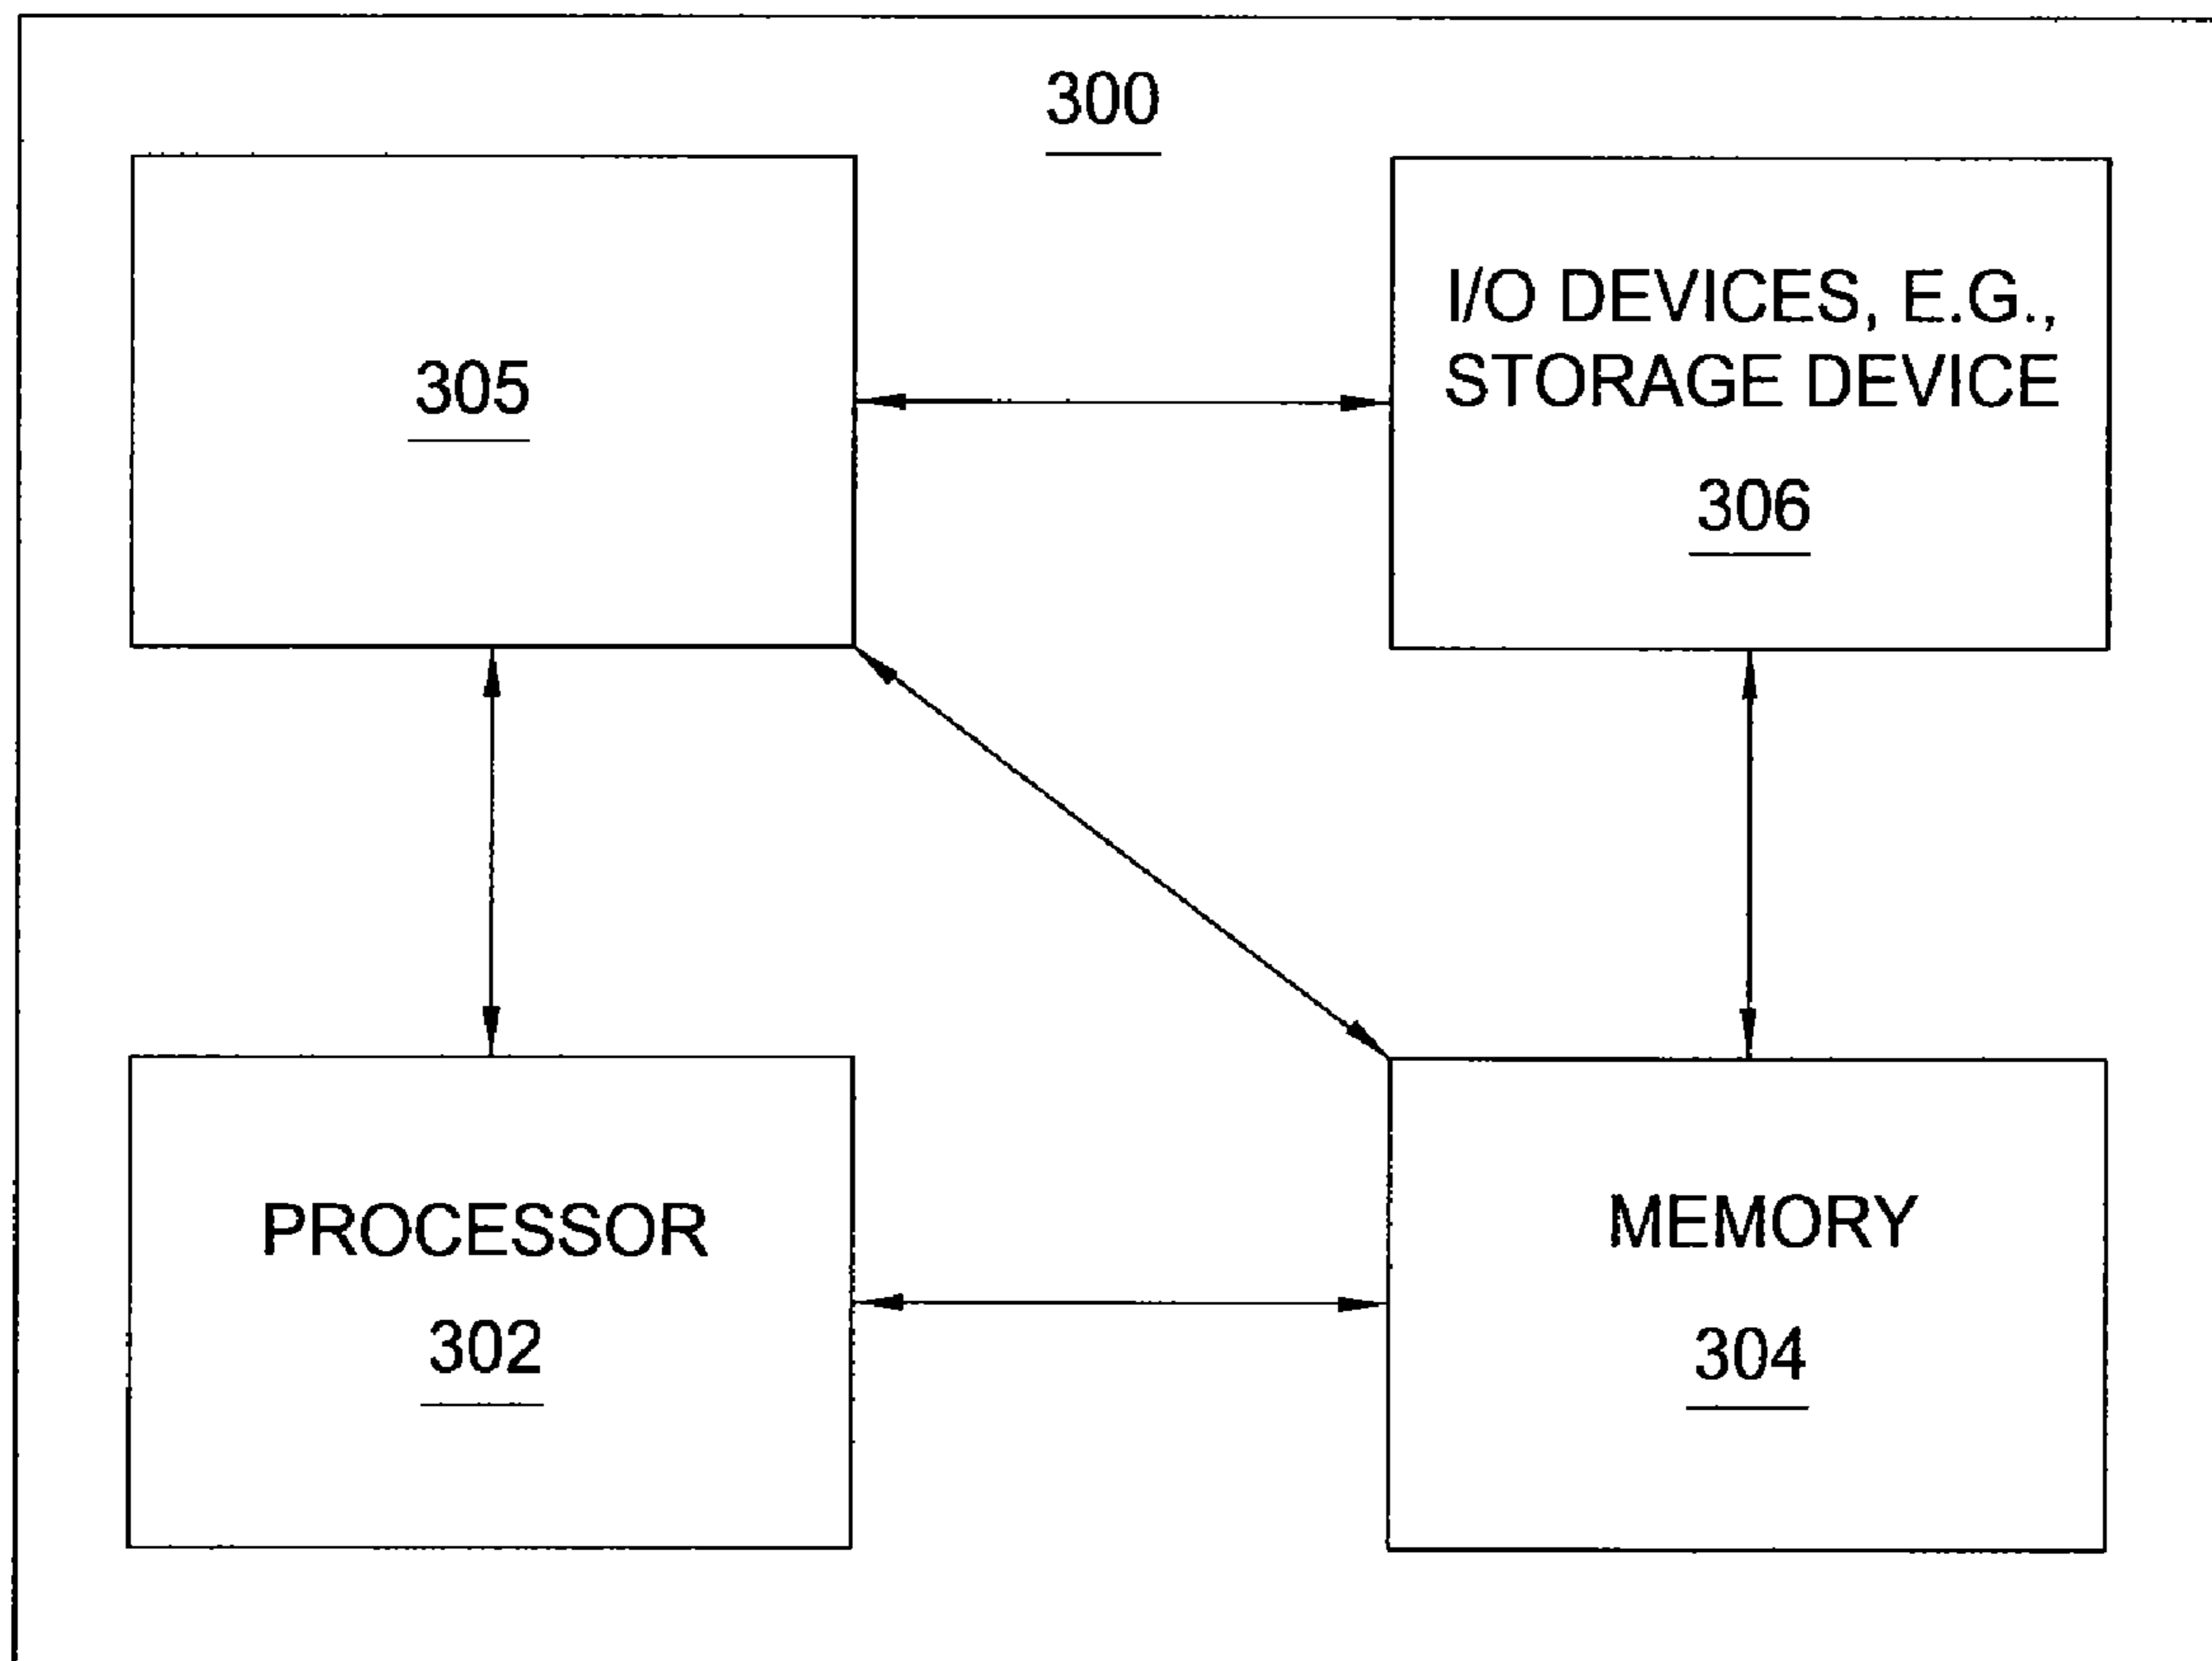 300
305
I/O DEVICES, E.G.,
STORAGE DEVICE
306
PROCESSOR
302
MEMORY
304